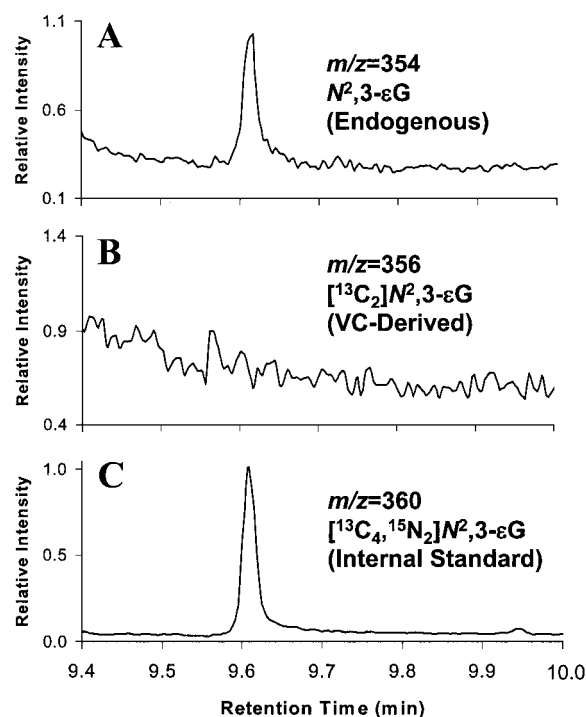 A
m/z=354
N²,3-εG
(Endogenous)
Relative Intensity
1.1
0.6
0.1
B
m/z=356
[¹³C₂]N²,3-εG
(VC-Derived)
Relative Intensity
1.4
0.9
0.4
C
m/z=360
[¹³C₄,¹⁵N₂]N²,3-εG
(Internal Standard)
Relative Intensity
1.0
0.5
0.0
9.4 9.5 9.6 9.7 9.8 9.9 10.0
Retention Time (min)